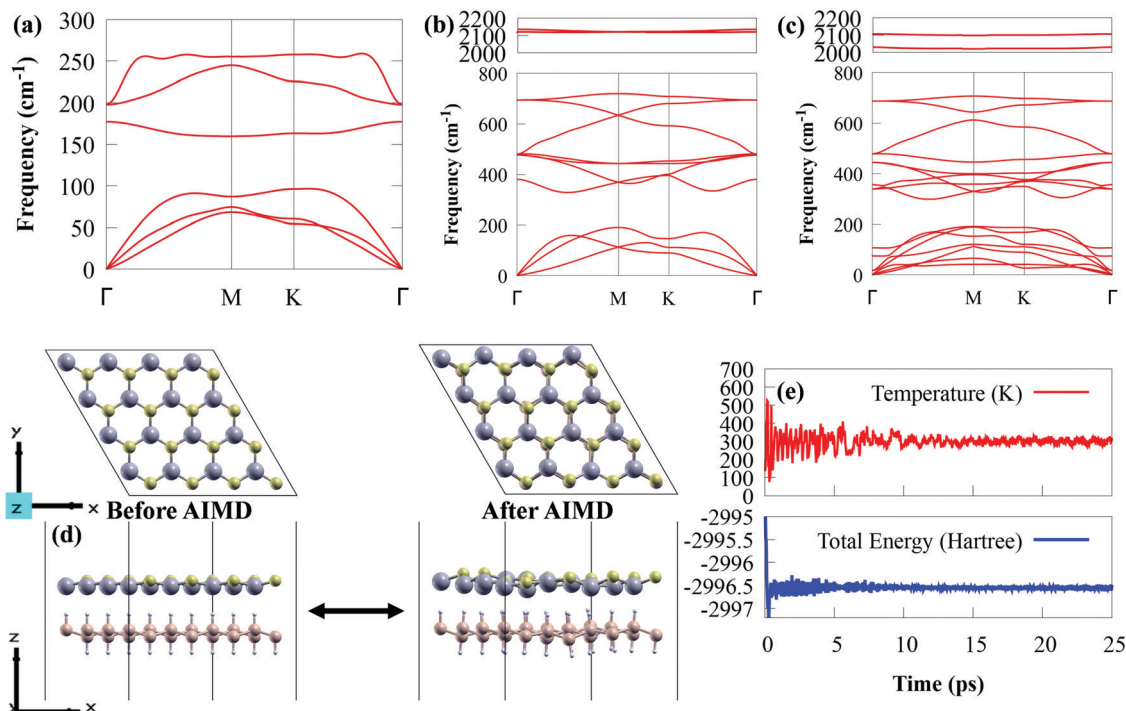 (a)
Frequency (cm⁻¹)
300
250
200
150
100
50
0
Γ M K Γ
(b)
2200
2100
2000
Frequency (cm⁻¹)
800
600
400
200
0
Γ M K Γ
(c)
2200
2100
2000
Frequency (cm⁻¹)
800
600
400
200
0
Γ M K Γ
Y
Z X
Before AIMD
After AIMD
(d)
Z
Y X
(e)
Temperature (K)
700
600
500
400
300
200
100
0
Total Energy (Hartree)
-2995
-2995.5
-2996
-2996.5
-2997
0 5 10 15 20 25
Time (ps)